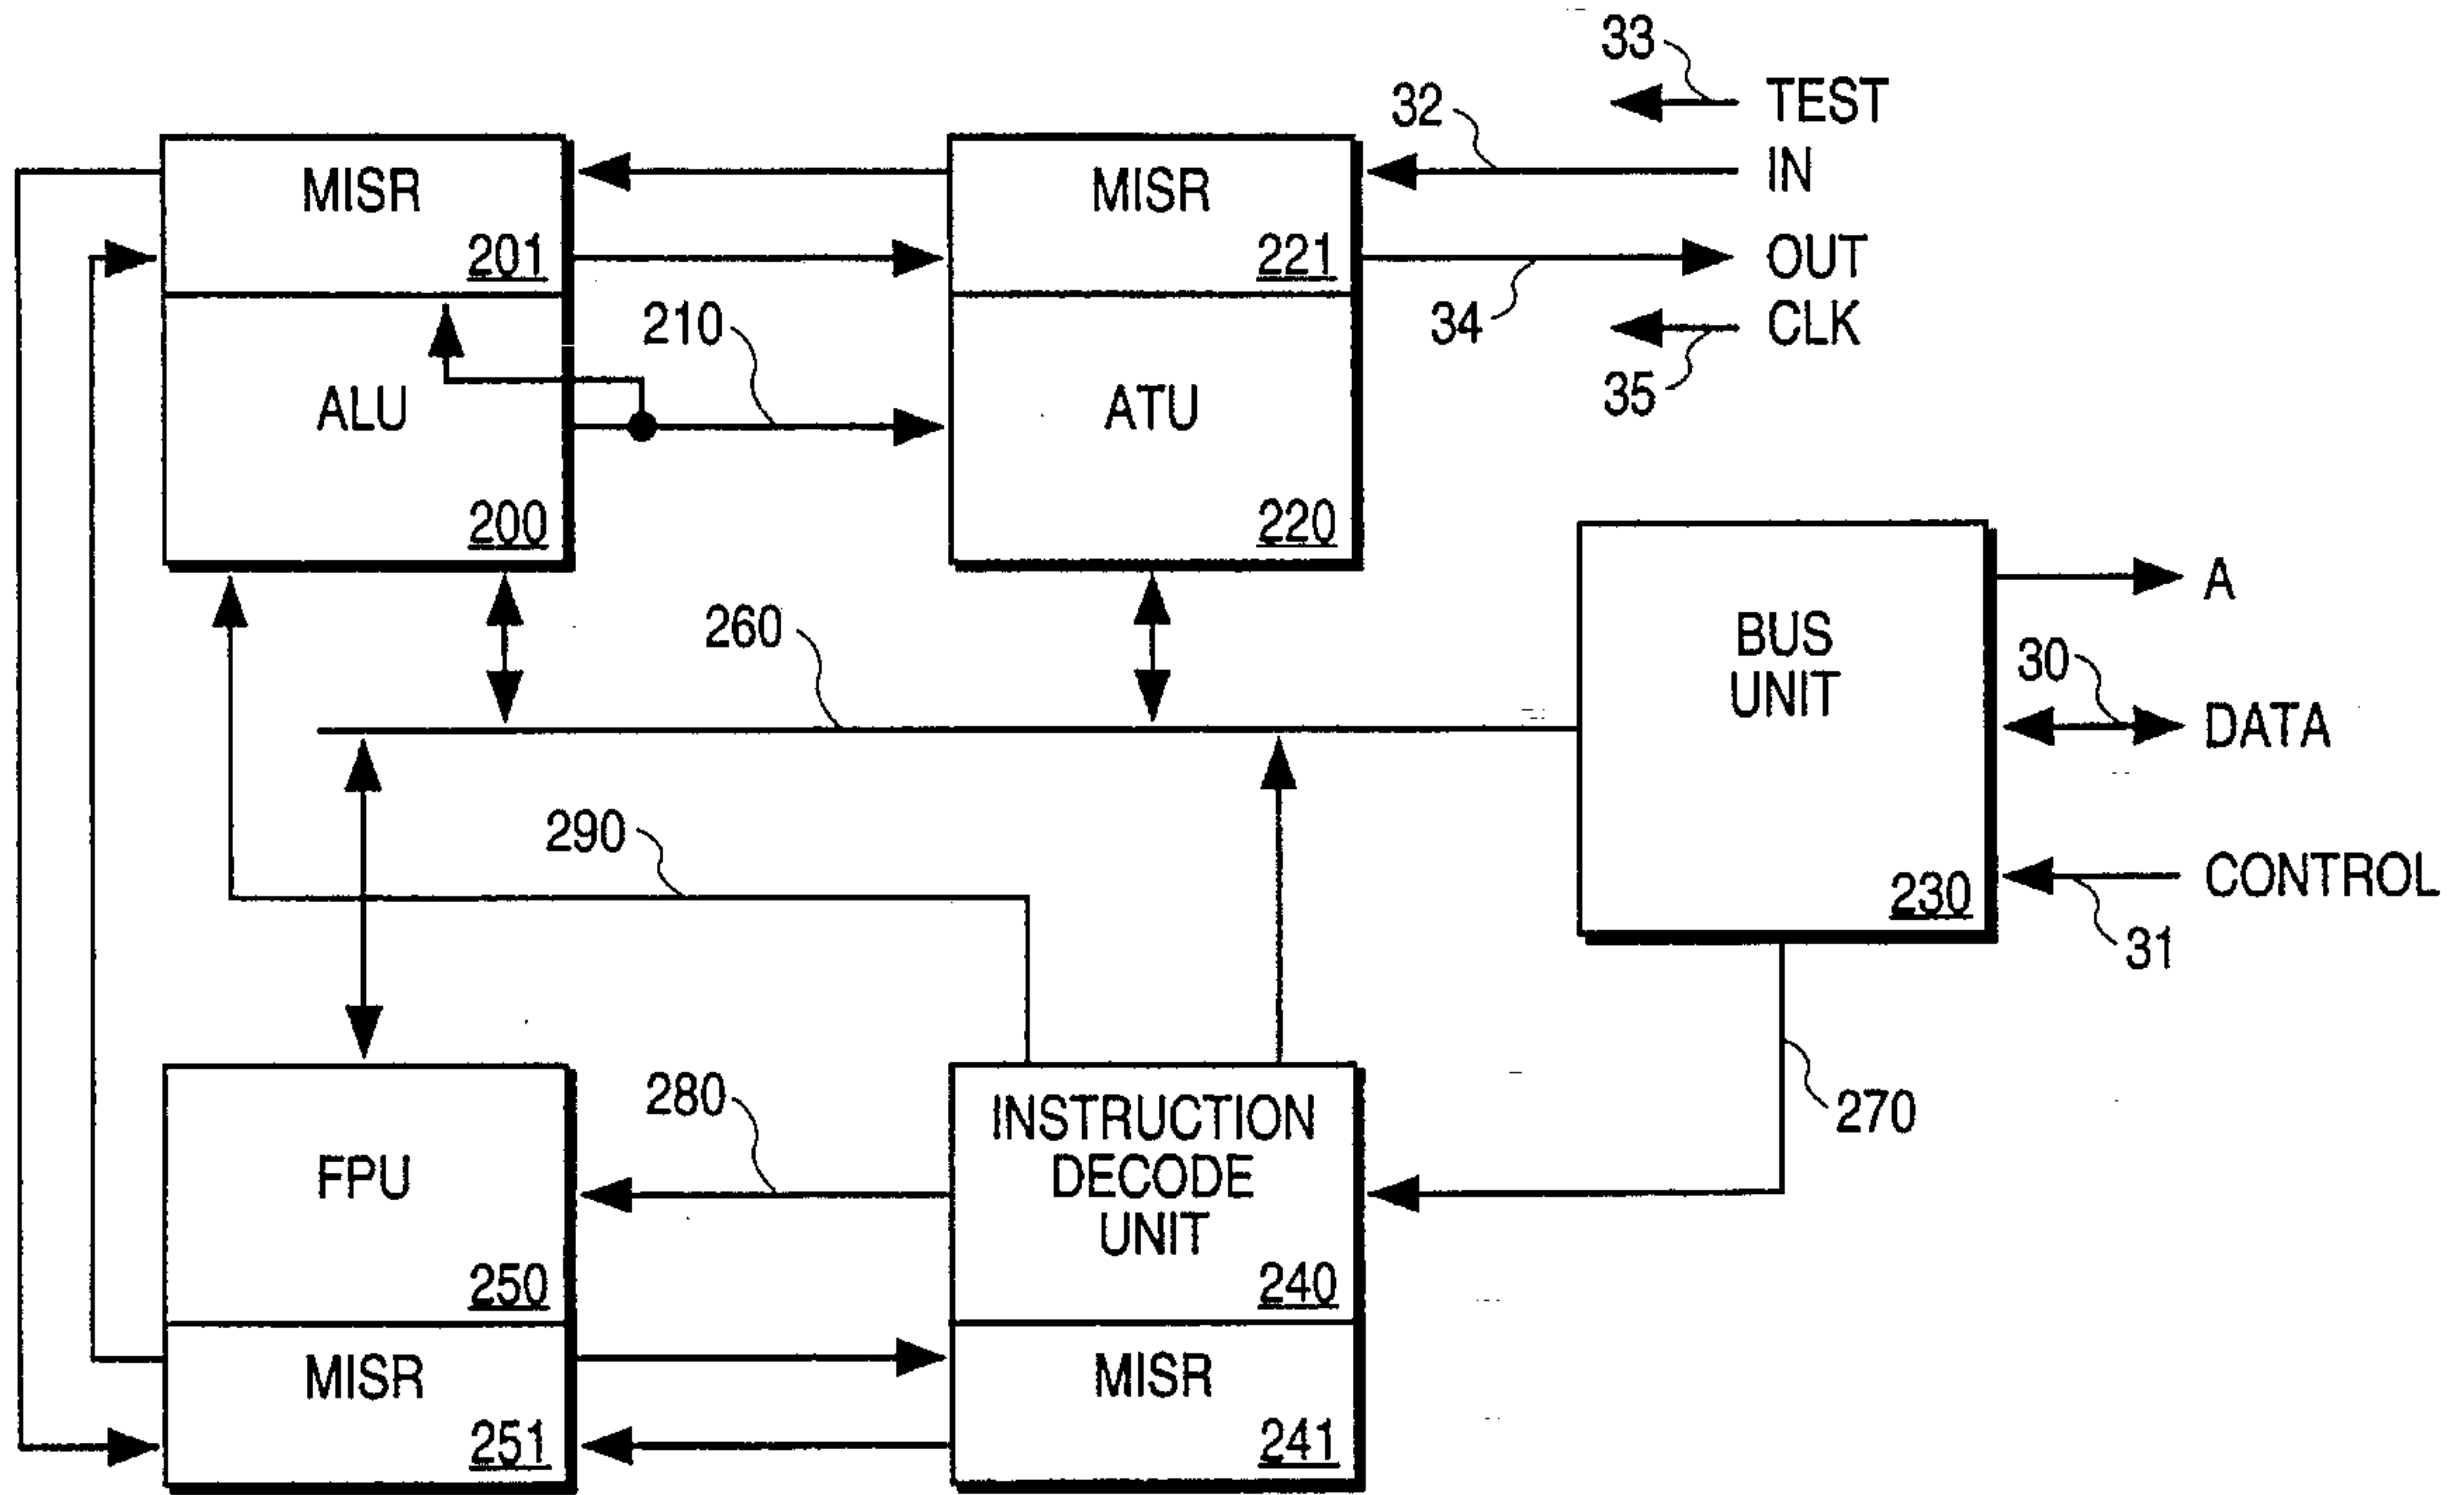 33
TEST
32
IN
MISR
201
MISR
221
OUT
34
CLK
35
210
ALU
200
ATU
220
260
BUS
UNIT
230
A
30
DATA
CONTROL
31
290
280
270
FPU
250
INSTRUCTION
DECODE
UNIT
240
MISR
251
MISR
241